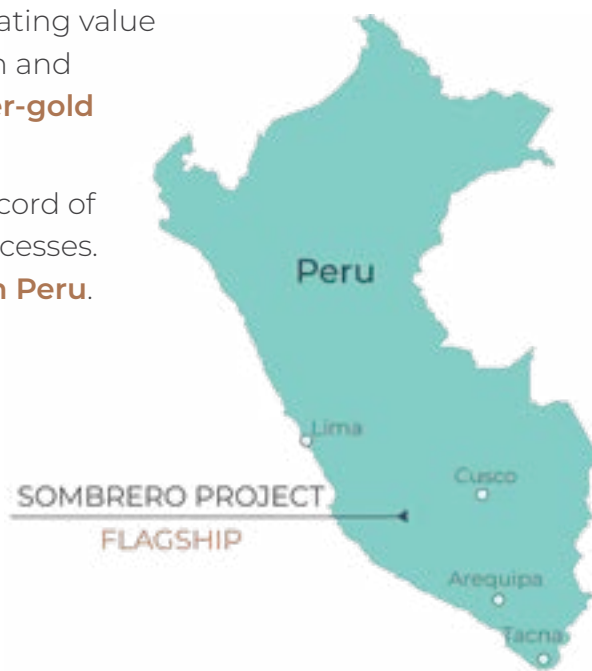 ating value
and
er-gold
cord of
cesses.
Peru.
Peru
Lima
Cusco
SOMBRERO PROJECT
FLAGSHIP
Arequipa
Tacna